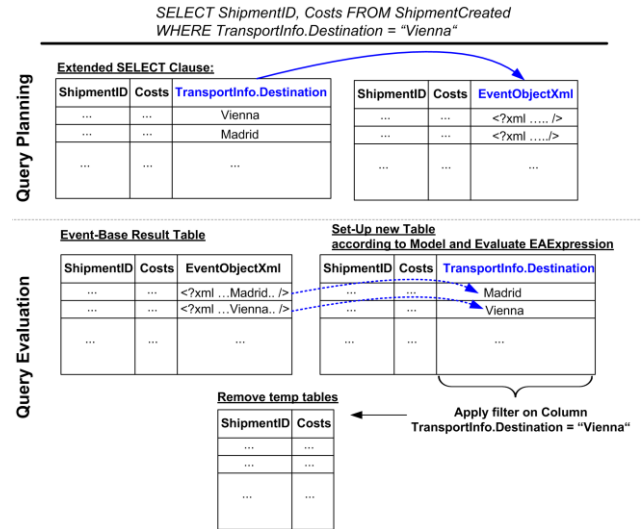 SELECT ShipmentID, Costs FROM ShipmentCreated
WHERE TransportInfo.Destination = "Vienna“
Query Planning
Extended SELECT Clause:
ShipmentID Costs TransportInfo.Destination
... ... Vienna
... ... Madrid
... ... ...
ShipmentID Costs EventObjectXml
... ... <?xml ..... />
... ... <?xml ...../>
... ... ...
Query Evaluation
Event-Base Result Table
ShipmentID Costs EventObjectXml
... ... <?xml ...Madrid.. />
... ... <?xml ...Vienna.. />
... ... ...
Set-Up new Table
according to Model and Evaluate EAExpression
ShipmentID Costs TransportInfo.Destination
... ... Madrid
... ... Vienna
... ... ...
Apply filter on Column
TransportInfo.Destination = “Vienna“
Remove temp tables
ShipmentID Costs
... ...
... ...
... ...